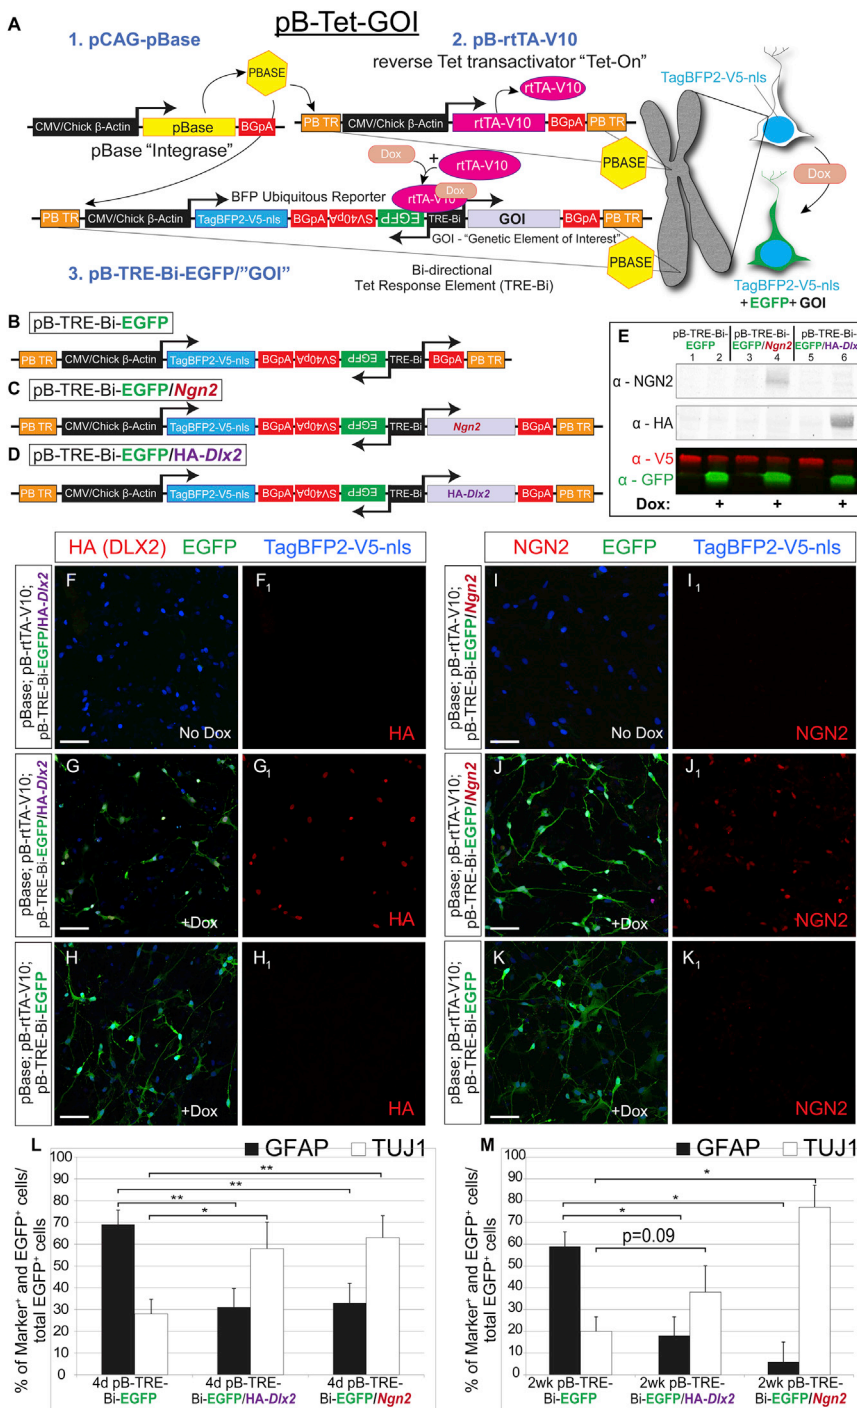 A
pB-Tet-GOI
1. pCAG-pBase
2. pB-rtTA-V10
reverse Tet transactivator “Tet-On”
PBASE
rtTA-V10
TagBFP2-V5-nls
CMV/Chick β-Actin
pBase
BGpA
PB TR
CMV/Chick β-Actin
rtTA-V10
BGpA
PB TR
pBase “Integrase”
Dox
+
rtTA-V10
PBASE
Dox
BFP Ubiquitous Reporter
rtTA-V10
Dox
PB TR
CMV/Chick β-Actin
TagBFP2-V5-nls
BGpA
SV40pA
EGFP
TRE-Bi
GOI
BGpA
PB TR
GOI - “Genetic Element of Interest”
PBASE
3. pB-TRE-Bi-EGFP/”GOI”
Bi-directional
Tet Response Element (TRE-Bi)
TagBFP2-V5-nls
+EGFP+ GOI
B
pB-TRE-Bi-EGFP
PB TR
CMV/Chick β-Actin
TagBFP2-V5-nls
BGpA
SV40pA
EGFP
TRE-Bi
BGpA
PB TR
C
pB-TRE-Bi-EGFP/Ngn2
PB TR
CMV/Chick β-Actin
TagBFP2-V5-nls
BGpA
SV40pA
EGFP
TRE-Bi
Ngn2
BGpA
PB TR
D
pB-TRE-Bi-EGFP/HA-Dlx2
PB TR
CMV/Chick β-Actin
TagBFP2-V5-nls
BGpA
SV40pA
EGFP
TRE-Bi
HA-Dlx2
BGpA
PB TR
E
pB-TRE-Bi-
EGFP
pB-TRE-Bi-
EGFP/Ngn2
pB-TRE-Bi-
EGFP/HA-Dlx
1 2 3 4 5 6
α - NGN2
α - HA
α - V5
α - GFP
Dox: + + +
HA (DLX2) EGFP TagBFP2-V5-nls
NGN2 EGFP TagBFP2-V5-nls
pBase; pB-rtTA-V10;
pB-TRE-Bi-EGFP/HA-Dlx2
F
No Dox
F1
HA
pBase; pB-rtTA-V10;
pB-TRE-Bi-EGFP/Ngn2
I
No Dox
I1
NGN2
pBase; pB-rtTA-V10;
pB-TRE-Bi-EGFP/HA-Dlx2
G
+Dox
G1
HA
pBase; pB-rtTA-V10;
pB-TRE-Bi-EGFP/Ngn2
J
+Dox
J1
NGN2
pBase; pB-rtTA-V10;
pB-TRE-Bi-EGFP
H
+Dox
H1
HA
pBase; pB-rtTA-V10;
pB-TRE-Bi-EGFP
K
+Dox
K1
NGN2
L
GFAP TUJ1
% of Marker+ and EGFP+ cells/
total EGFP+ cells
100
90
80
70
60
50
40
30
20
10
0
**
**
**
*
4d pB-TRE-
Bi-EGFP
4d pB-TRE-
Bi-EGFP/HA-Dlx2
4d pB-TRE-
Bi-EGFP/Ngn2
M
GFAP TUJ1
% of Marker+ and EGFP+ cells/
total EGFP+ cells
100
90
80
70
60
50
40
30
20
10
0
*
*
*
p=0.09
2wk pB-TRE-
Bi-EGFP
2wk pB-TRE-
Bi-EGFP/HA-Dlx2
2wk pB-TRE-
Bi-EGFP/Ngn2